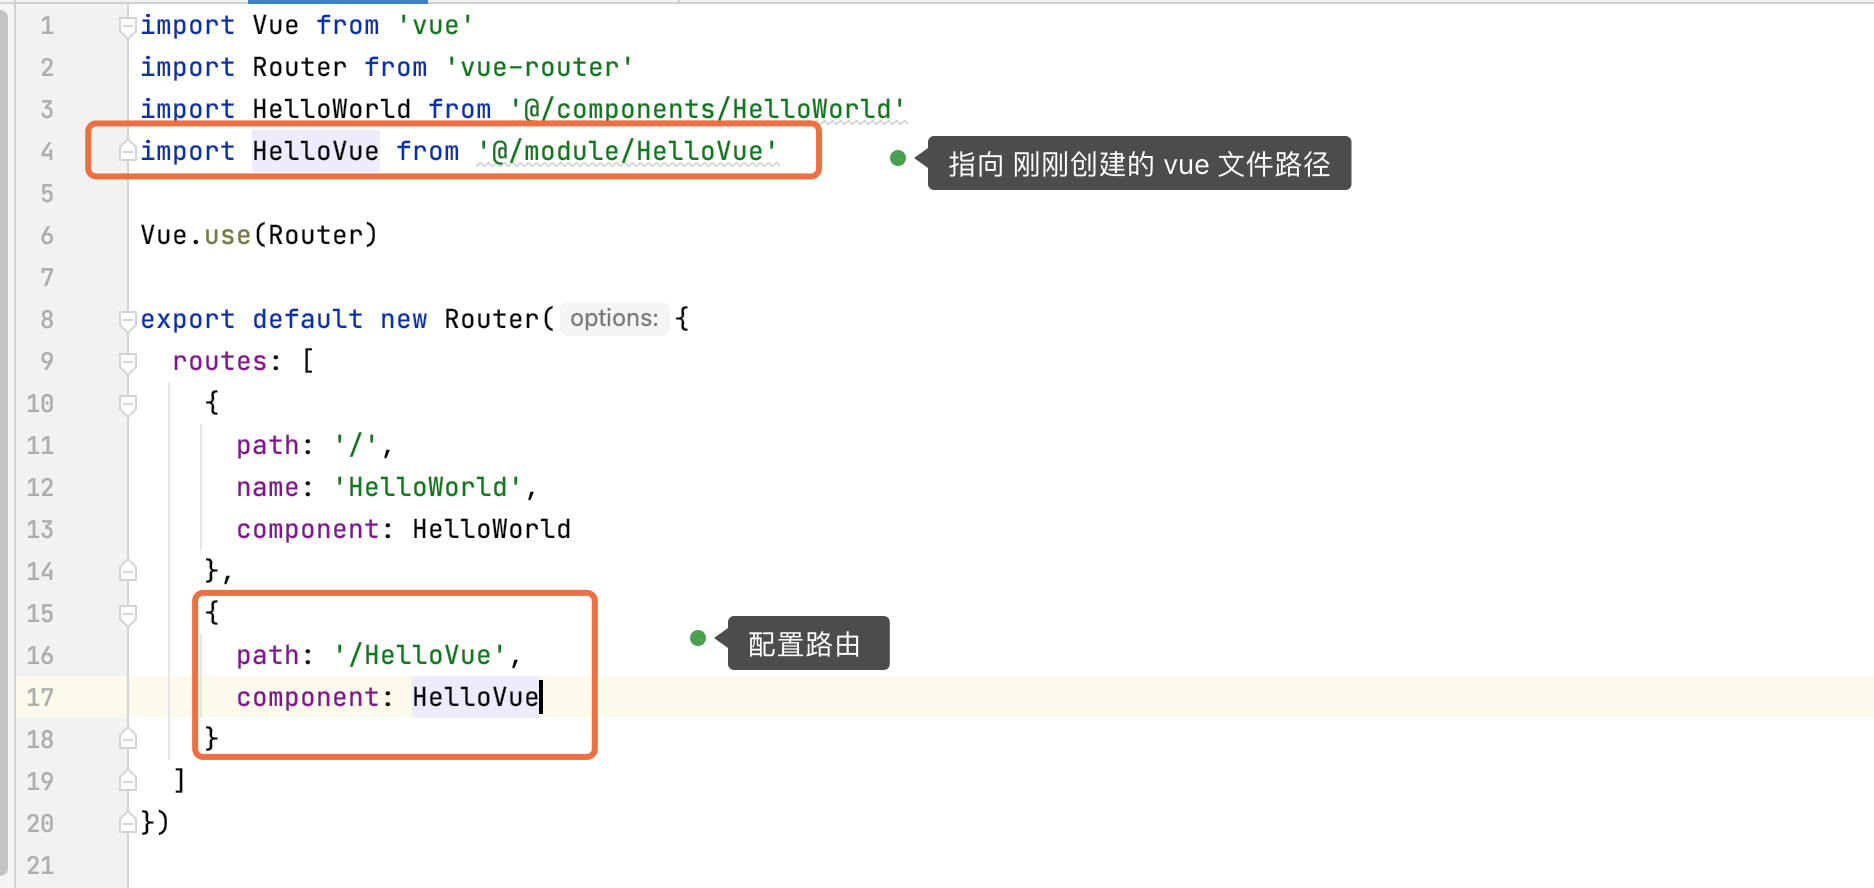 1 import Vue from 'vue'
2 import Router from 'vue-router'
3 import HelloWorld from '@/components/HelloWorld'
4 import HelloVue from '@/module/HelloVue'
指向 刚刚创建的 vue 文件路径
5
6 Vue.use(Router)
7
8 export default new Router( options: {
9 routes: [
10 {
11 path: '/',
12 name: 'HelloWorld',
13 component: HelloWorld
14 },
15 {
16 path: '/HelloVue',
配置路由
17 component: HelloVue
18 }
19 ]
20 })
21